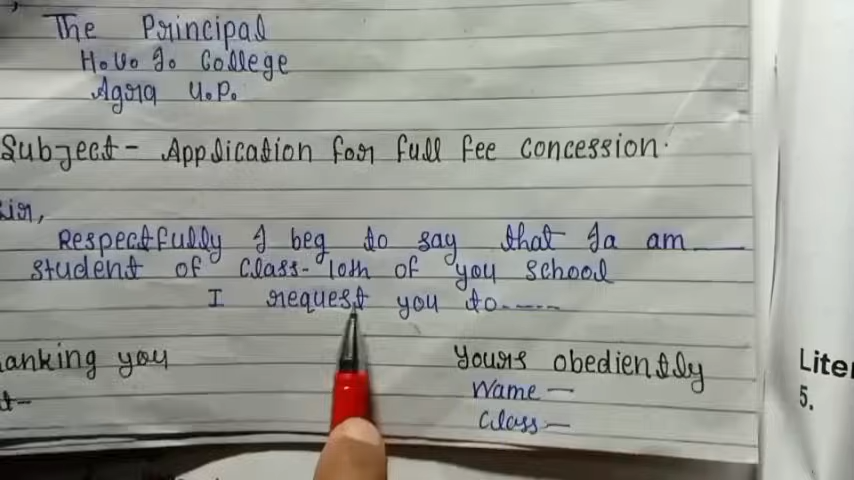 The Principal
H.V. I. College
Agra U.P.
Subject- Application for full fee concession.
Sir,
Respectfully I beg to say that Ia am
student of Class-10th of you school
I request you to-----
anking you
Yours obediently
t-
Name-
Class-
Liter
5.